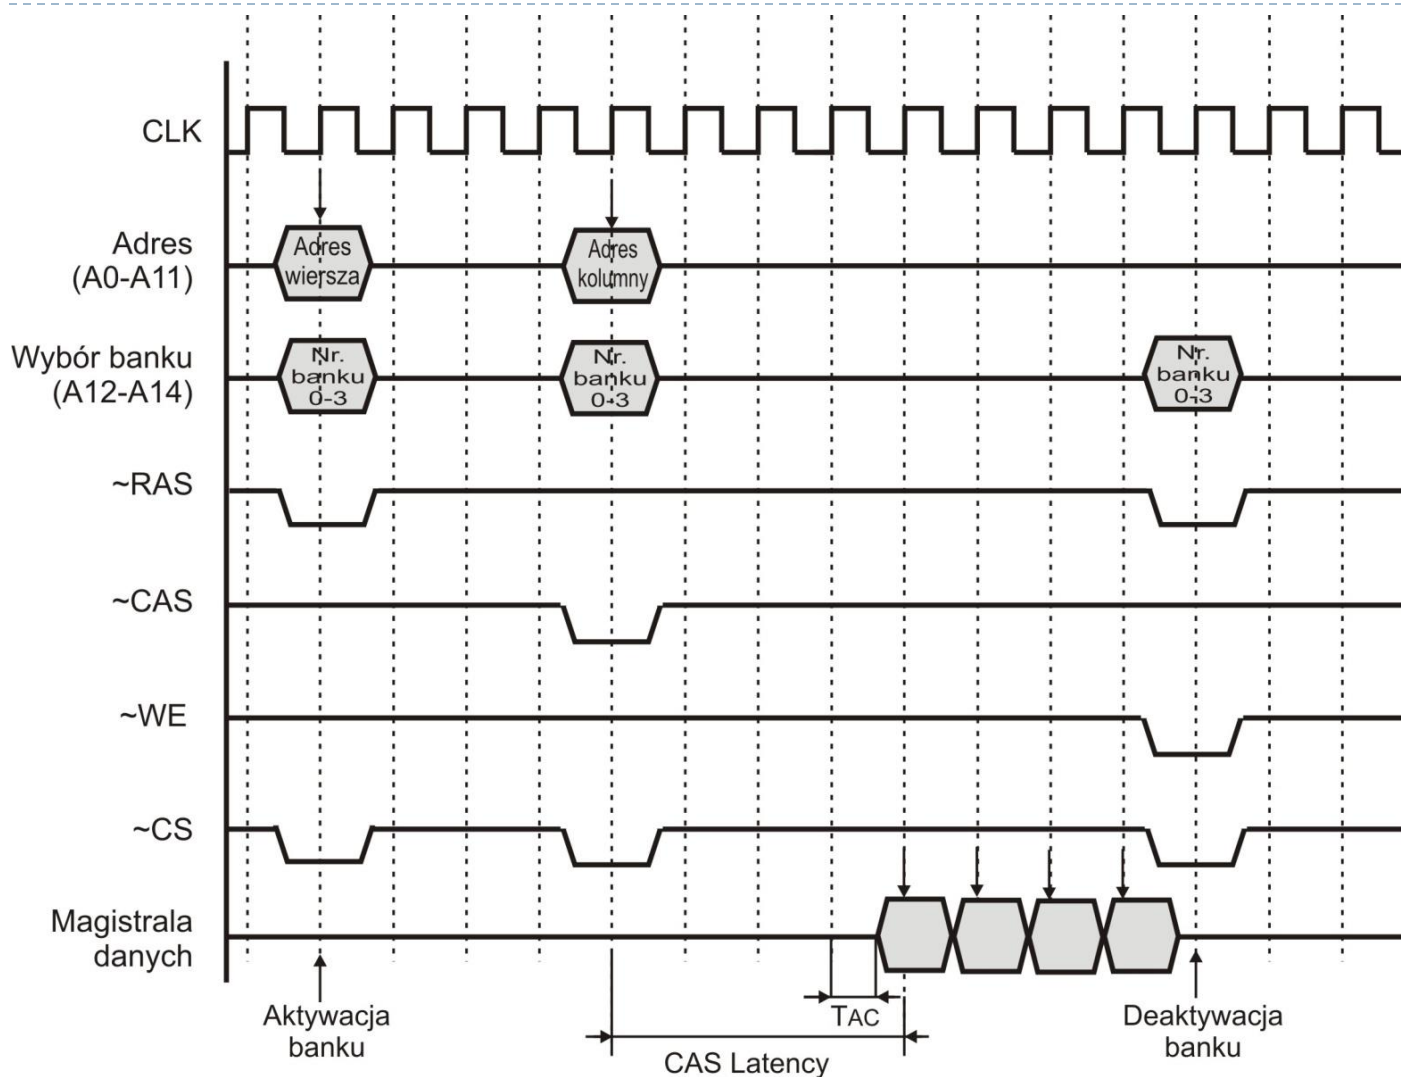 CLK
Adres
(A0-A11)
Adres
wiersza
Adres
kolumny
Wybór banku
(A12-A14)
Nr.
banku
0-3
Nr.
banku
0-3
Nr.
banku
0-3
~RAS
~CAS
~WE
~CS
Magistrala
danych
Aktywacja
banku
TAC
CAS Latency
Deaktywacja
banku